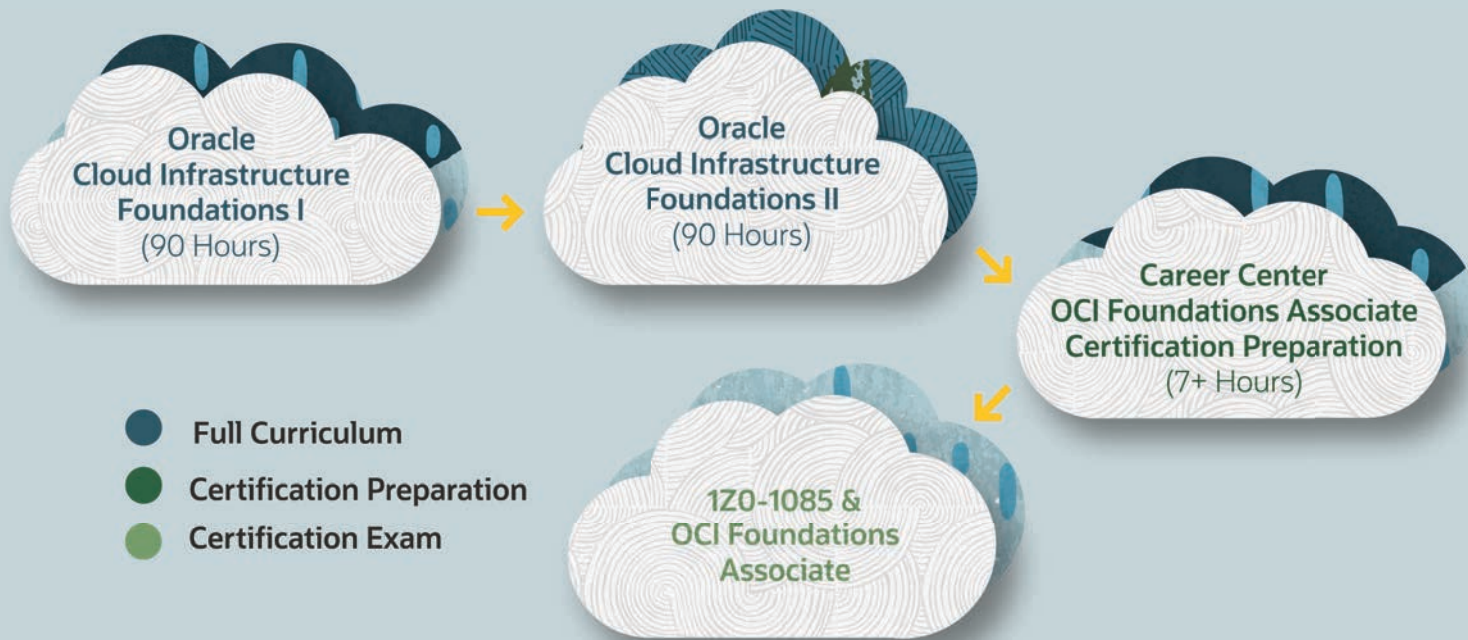 Oracle
Cloud Infrastructure
Foundations I
(90 Hours)
Oracle
Cloud Infrastructure
Foundations II
(90 Hours)
Career Center
OCI Foundations Associate
Certification Preparation
(7+ Hours)
1Z0-1085 &
OCI Foundations
Associate
Full Curriculum
Certification Preparation
Certification Exam